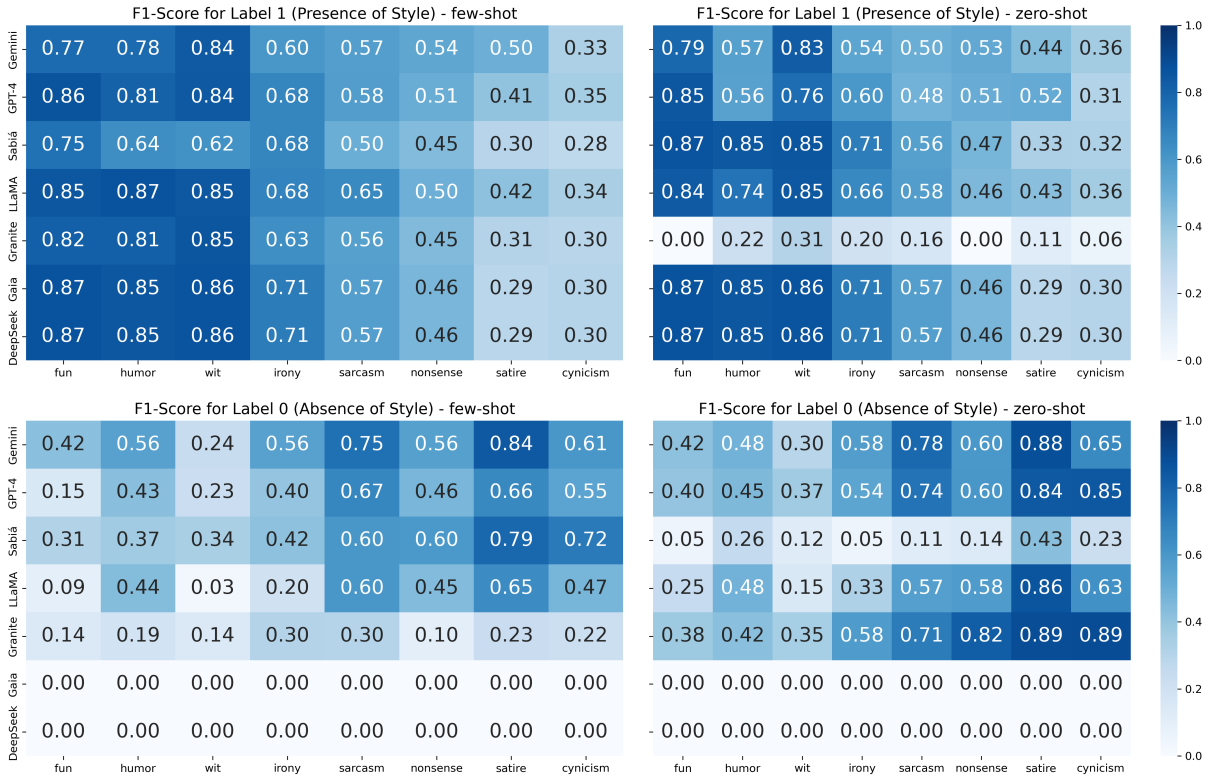 F1-Score for Label 1 (Presence of Style) - few-shot
Gemini 0.77 0.78 0.84 0.60 0.57 0.54 0.50 0.33
GPT-4 0.86 0.81 0.84 0.68 0.58 0.51 0.41 0.35
Sabiá 0.75 0.64 0.62 0.68 0.50 0.45 0.30 0.28
LLaMA 0.85 0.87 0.85 0.68 0.65 0.50 0.42 0.34
Granite 0.82 0.81 0.85 0.63 0.56 0.45 0.31 0.30
Gaia 0.87 0.85 0.86 0.71 0.57 0.46 0.29 0.30
DeepSeek 0.87 0.85 0.86 0.71 0.57 0.46 0.29 0.30
fun humor wit irony sarcasm nonsense satire cynicism
F1-Score for Label 1 (Presence of Style) - zero-shot
0.79 0.57 0.83 0.54 0.50 0.53 0.44 0.36
0.85 0.56 0.76 0.60 0.48 0.51 0.52 0.31
0.87 0.85 0.85 0.71 0.56 0.47 0.33 0.32
0.84 0.74 0.85 0.66 0.58 0.46 0.43 0.36
0.00 0.22 0.31 0.20 0.16 0.00 0.11 0.06
0.87 0.85 0.86 0.71 0.57 0.46 0.29 0.30
0.87 0.85 0.86 0.71 0.57 0.46 0.29 0.30
fun humor wit irony sarcasm nonsense satire cynicism
1.0
0.8
0.6
0.4
0.2
0.0
F1-Score for Label 0 (Absence of Style) - few-shot
Gemini 0.42 0.56 0.24 0.56 0.75 0.56 0.84 0.61
GPT-4 0.15 0.43 0.23 0.40 0.67 0.46 0.66 0.55
Sabiá 0.31 0.37 0.34 0.42 0.60 0.60 0.79 0.72
LLaMA 0.09 0.44 0.03 0.20 0.60 0.45 0.65 0.47
Granite 0.14 0.19 0.14 0.30 0.30 0.10 0.23 0.22
Gaia 0.00 0.00 0.00 0.00 0.00 0.00 0.00 0.00
DeepSeek 0.00 0.00 0.00 0.00 0.00 0.00 0.00 0.00
fun humor wit irony sarcasm nonsense satire cynicism
F1-Score for Label 0 (Absence of Style) - zero-shot
0.42 0.48 0.30 0.58 0.78 0.60 0.88 0.65
0.40 0.45 0.37 0.54 0.74 0.60 0.84 0.85
0.05 0.26 0.12 0.05 0.11 0.14 0.43 0.23
0.25 0.48 0.15 0.33 0.57 0.58 0.86 0.63
0.38 0.42 0.35 0.58 0.71 0.82 0.89 0.89
0.00 0.00 0.00 0.00 0.00 0.00 0.00 0.00
0.00 0.00 0.00 0.00 0.00 0.00 0.00 0.00
fun humor wit irony sarcasm nonsense satire cynicism
1.0
0.8
0.6
0.4
0.2
0.0